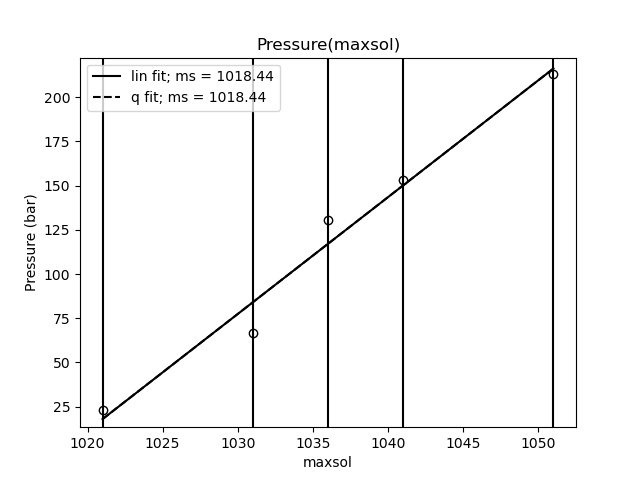 Pressure(maxsol)
lin fit; ms = 1018.44
q fit; ms = 1018.44
Pressure (bar)
200
175
150
125
100
75
50
25
1020 1025 1030 1035 1040 1045 1050
maxsol